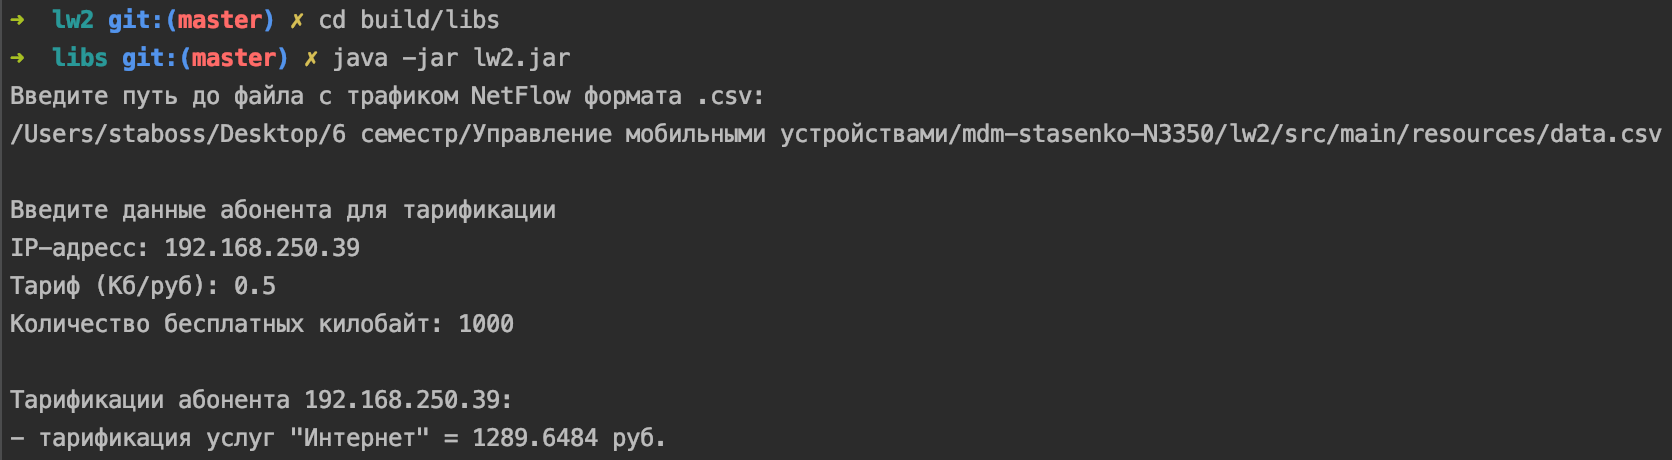 ➜  lw2 git:(master) ✗ cd build/libs
➜  libs git:(master) ✗ java -jar lw2.jar
Введите путь до файла с трафиком NetFlow формата .csv:
/Users/staboss/Desktop/6 семестр/Управление мобильными устройствами/mdm-stasenko-N3350/lw2/src/main/resources/data.csv
Введите данные абонента для тарификации
IP-адресс: 192.168.250.39
Тариф (Кб/руб): 0.5
Количество бесплатных килобайт: 1000
Тарификации абонента 192.168.250.39:
- тарификация услуг "Интернет" = 1289.6484 руб.